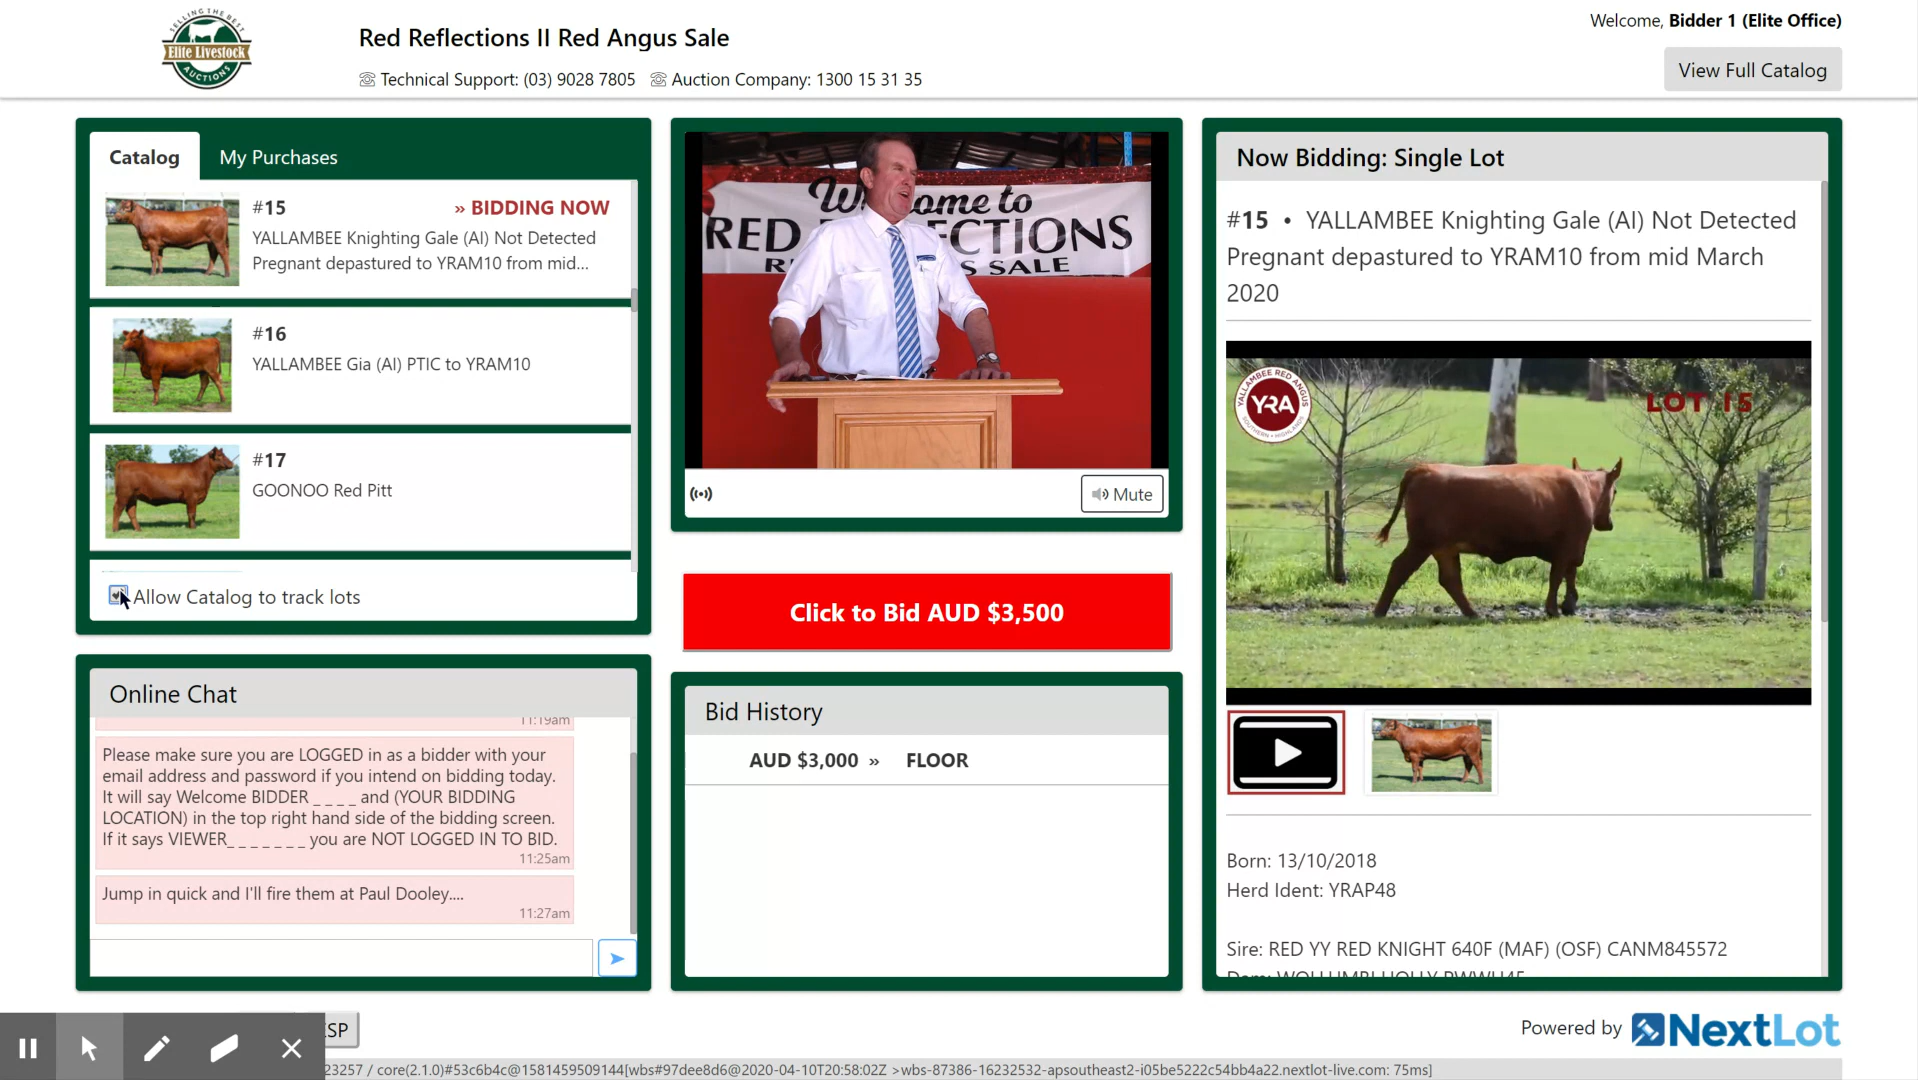 SELLING THE BEST
Elite Livestock
AUCTIONS
Red Reflections II Red Angus Sale
Technical Support: (03) 9028 7805 Auction Company: 1300 15 31 35
Welcome, Bidder 1 (Elite Office)
View Full Catalog
Catalog My Purchases
#15 » BIDDING NOW
YALLAMBEE Knighting Gale (AI) Not Detected
Pregnant depastured to YRAM10 from mid...
#16
YALLAMBEE Gia (AI) PTIC to YRAM10
#17
GOONOO Red Pitt
Allow Catalog to track lots
Online Chat
11:19am
Please make sure you are LOGGED in as a bidder with your
email address and password if you intend on bidding today.
It will say Welcome BIDDER _ _ _ _ and (YOUR BIDDING
LOCATION) in the top right hand side of the bidding screen.
If it says VIEWER_ _ _ _ _ _ _ you are NOT LOGGED IN TO BID.
11:25am
Jump in quick and I'll fire them at Paul Dooley....
11:27am
to
RED
SALE
Mute
Click to Bid AUD $3,500
Bid History
AUD $3,000 » FLOOR
Now Bidding: Single Lot
#15 • YALLAMBEE Knighting Gale (AI) Not Detected
Pregnant depastured to YRAM10 from mid March
2020
YALLAMBEE RED ANGUS
YRA
SOUTHERN HIGHLANDS
LOT 15
Born: 13/10/2018
Herd Ident: YRAP48
Sire: RED YY RED KNIGHT 640F (MAF) (OSF) CANM845572
Powered by NextLot
SP
23257 / core(2.1.0)#53c6b4c@1581459509144[wbs#97dee8d6@2020-04-10T20:58:02Z >wbs-87386-16232532-apsoutheast2-i05be5222c54bb4a22.nextlot-live.com: 75ms]